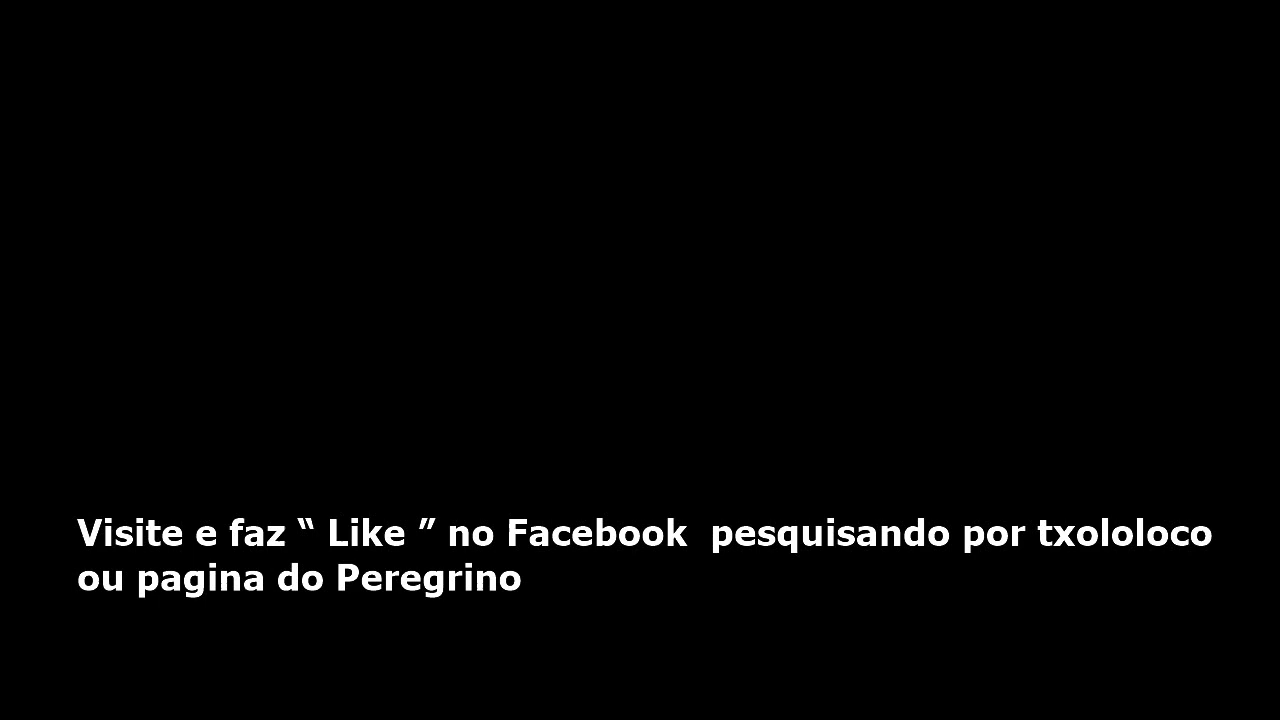 Visite e faz “ Like ” no Facebook  pesquisando por txololoco
ou pagina do Peregrino